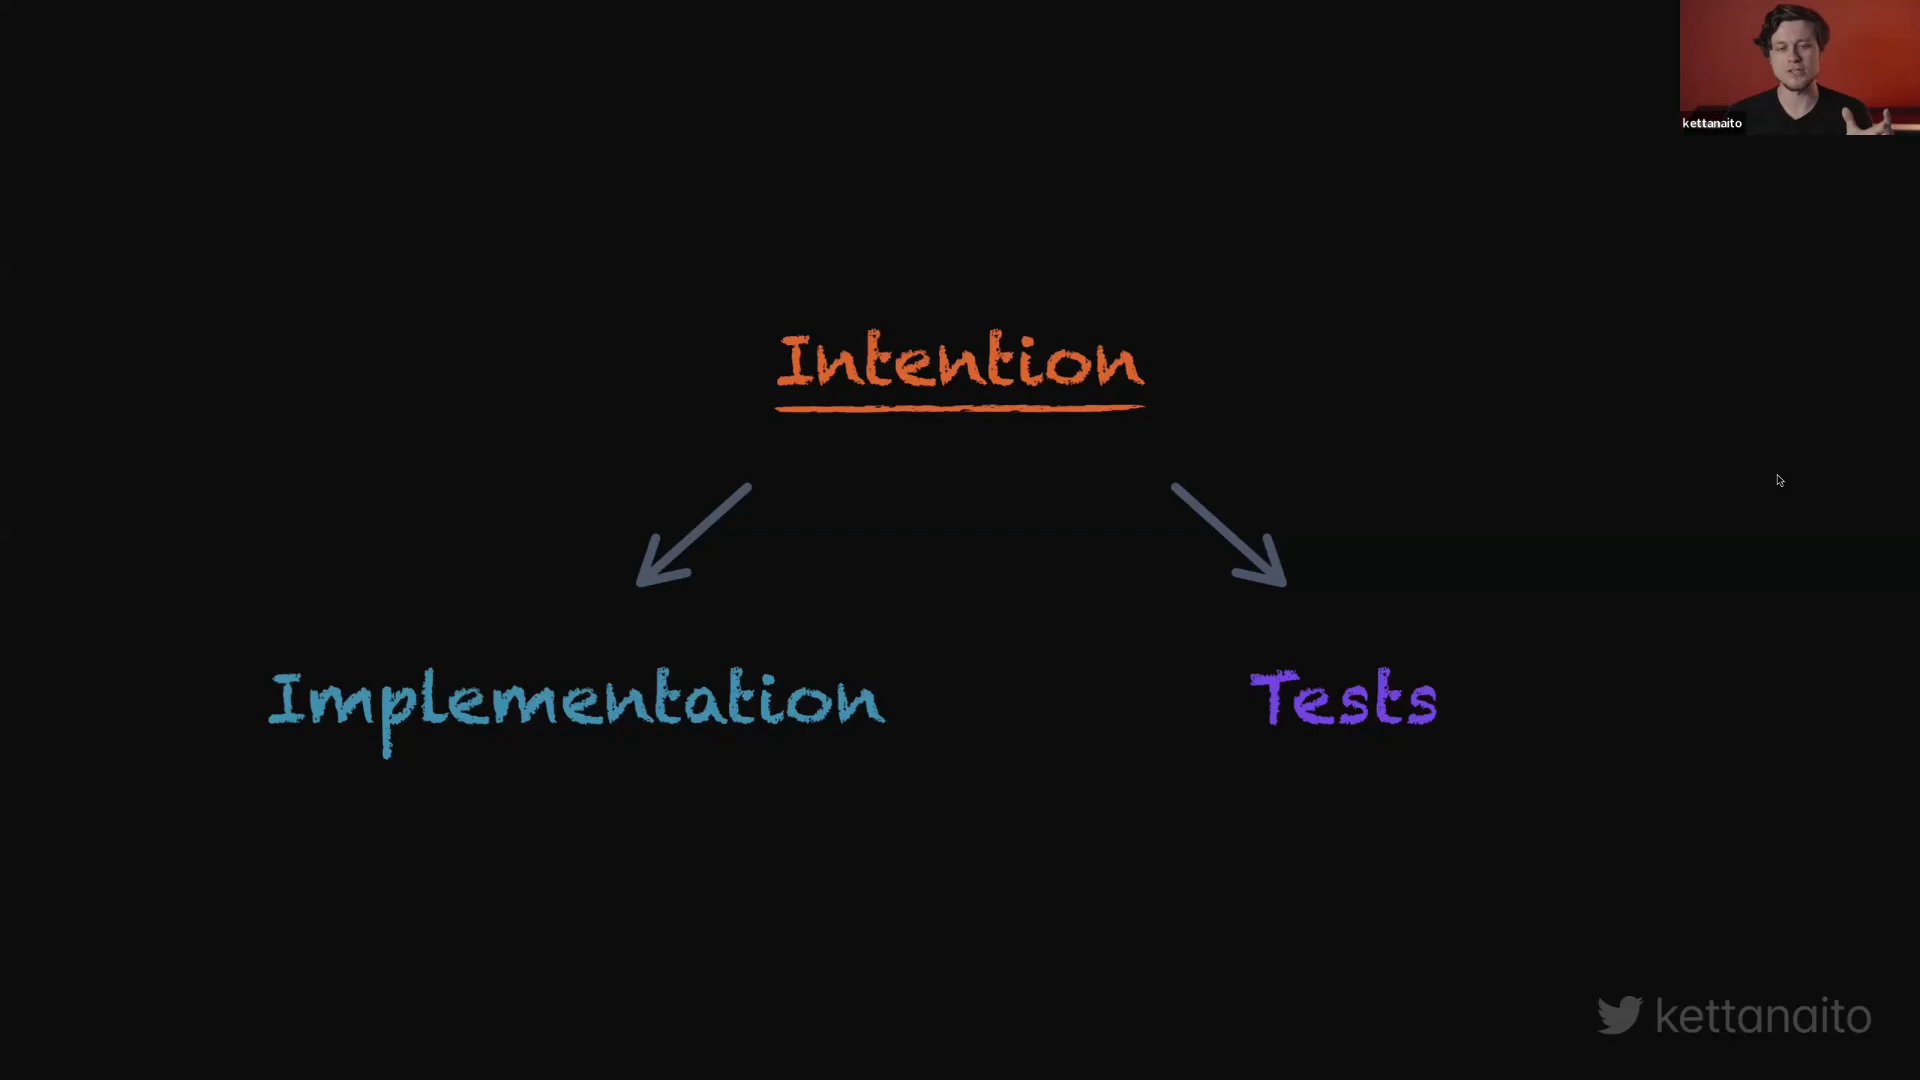 kettanaito
Intention
Implementation
Tests
kettanaito